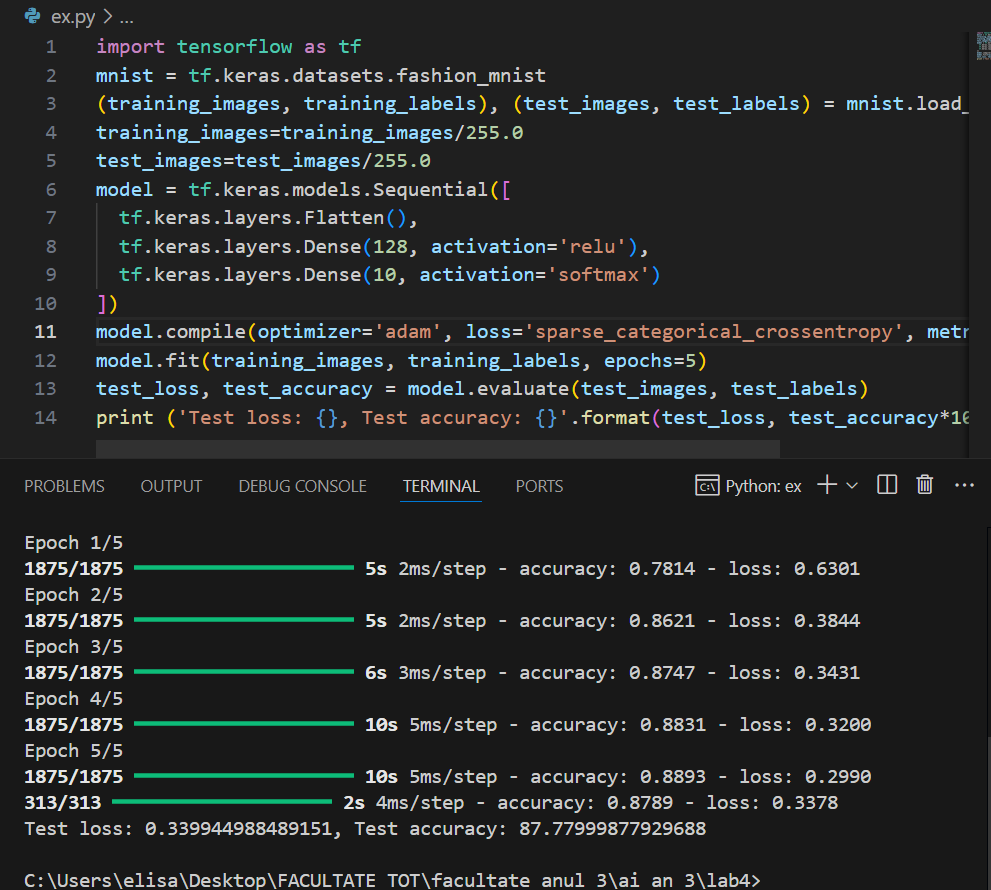 ex.py > ...
1 import tensorflow as tf
2 mnist = tf.keras.datasets.fashion_mnist
3 (training_images, training_labels), (test_images, test_labels) = mnist.load_
4 training_images=training_images/255.0
5 test_images=test_images/255.0
6 model = tf.keras.models.Sequential([
7 tf.keras.layers.Flatten(),
8 tf.keras.layers.Dense(128, activation='relu'),
9 tf.keras.layers.Dense(10, activation='softmax')
10 ])
11 model.compile(optimizer='adam', loss='sparse_categorical_crossentropy', metr
12 model.fit(training_images, training_labels, epochs=5)
13 test_loss, test_accuracy = model.evaluate(test_images, test_labels)
14 print ('Test loss: {}, Test accuracy: {}'.format(test_loss, test_accuracy*10
PROBLEMS OUTPUT DEBUG CONSOLE TERMINAL PORTS Python: ex
Epoch 1/5
1875/1875 5s 2ms/step - accuracy: 0.7814 - loss: 0.6301
Epoch 2/5
1875/1875 5s 2ms/step - accuracy: 0.8621 - loss: 0.3844
Epoch 3/5
1875/1875 6s 3ms/step - accuracy: 0.8747 - loss: 0.3431
Epoch 4/5
1875/1875 10s 5ms/step - accuracy: 0.8831 - loss: 0.3200
Epoch 5/5
1875/1875 10s 5ms/step - accuracy: 0.8893 - loss: 0.2990
313/313 2s 4ms/step - accuracy: 0.8789 - loss: 0.3378
Test loss: 0.339944988489151, Test accuracy: 87.77999877929688
C:\Users\elisa\Desktop\FACULTATE TOT\facultate anul 3\ai an 3\lab4>